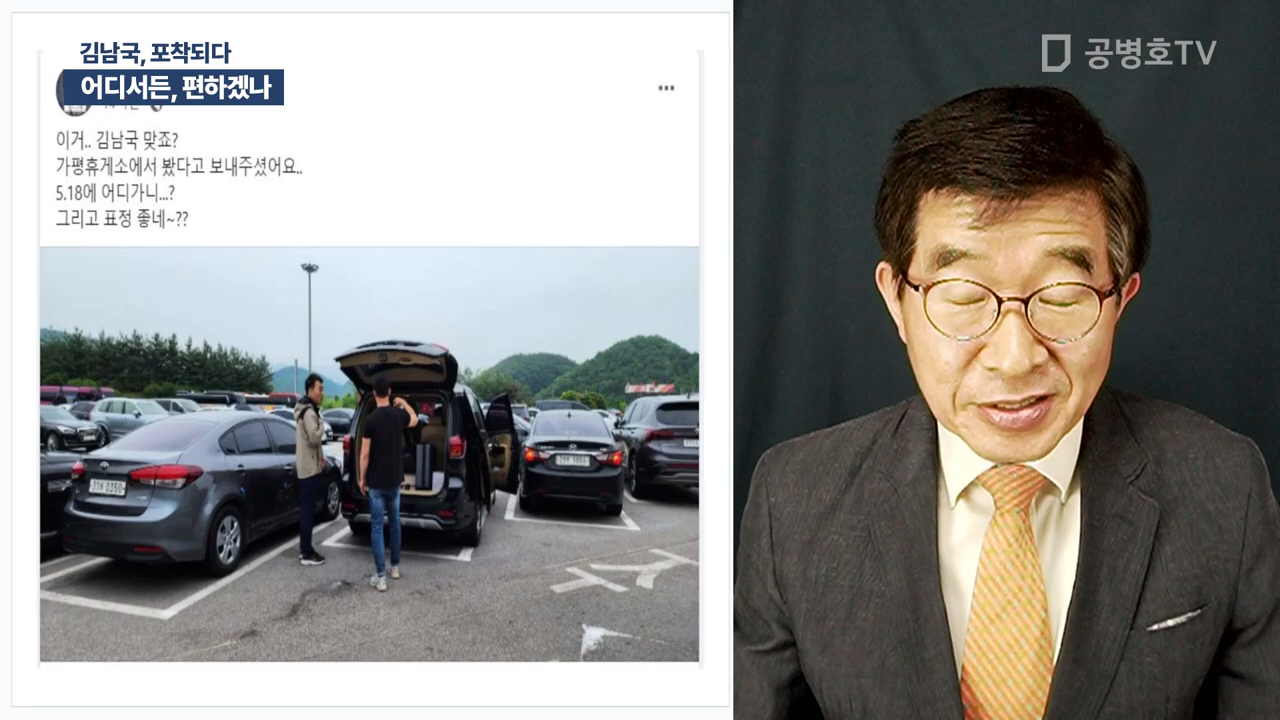 김남국, 포착되다
어디서든, 편하겠나
공병호TV
이거.. 김남국 맞죠?
가평휴게소에서 봤다고 보내주셨어요..
5.18에 어디가니...?
그리고 표정 좋네~??